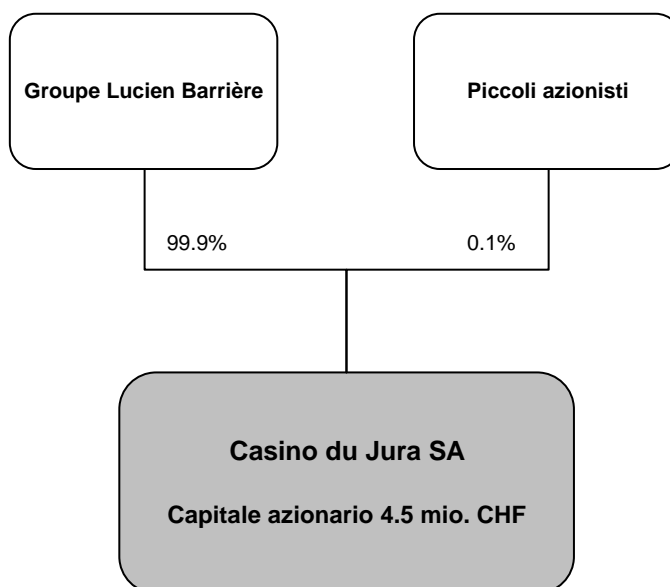 Groupe Lucien Barrière
Piccoli azionisti
99.9%
0.1%
Casino du Jura SA
Capitale azionario 4.5 mio. CHF